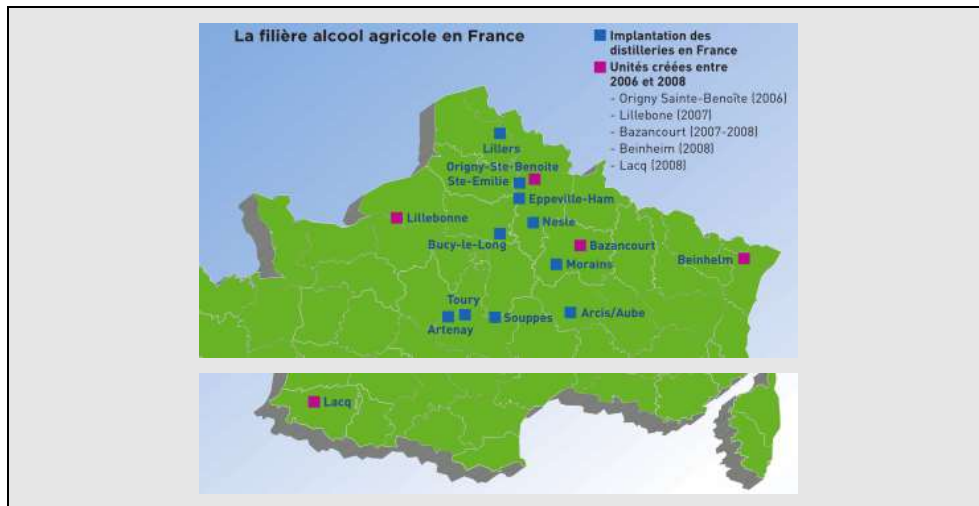 La filière alcool agricole en France
Implantation des
distilleries en France
Unités créées entre
2006 et 2008
- Origny Sainte-Benoîte (2006)
- Lillebone (2007)
- Bazancourt (2007-2008)
- Beinheim (2008)
- Lacq (2008)
Lillers
Origny-Ste-Benoite
Ste-Emilie
Eppeville-Ham
Lillebonne
Nesle
Bucy-le-Long
Bazancourt
Beinhelm
Morains
Toury
Artenay
Souppes
Arcis/Aube
Lacq